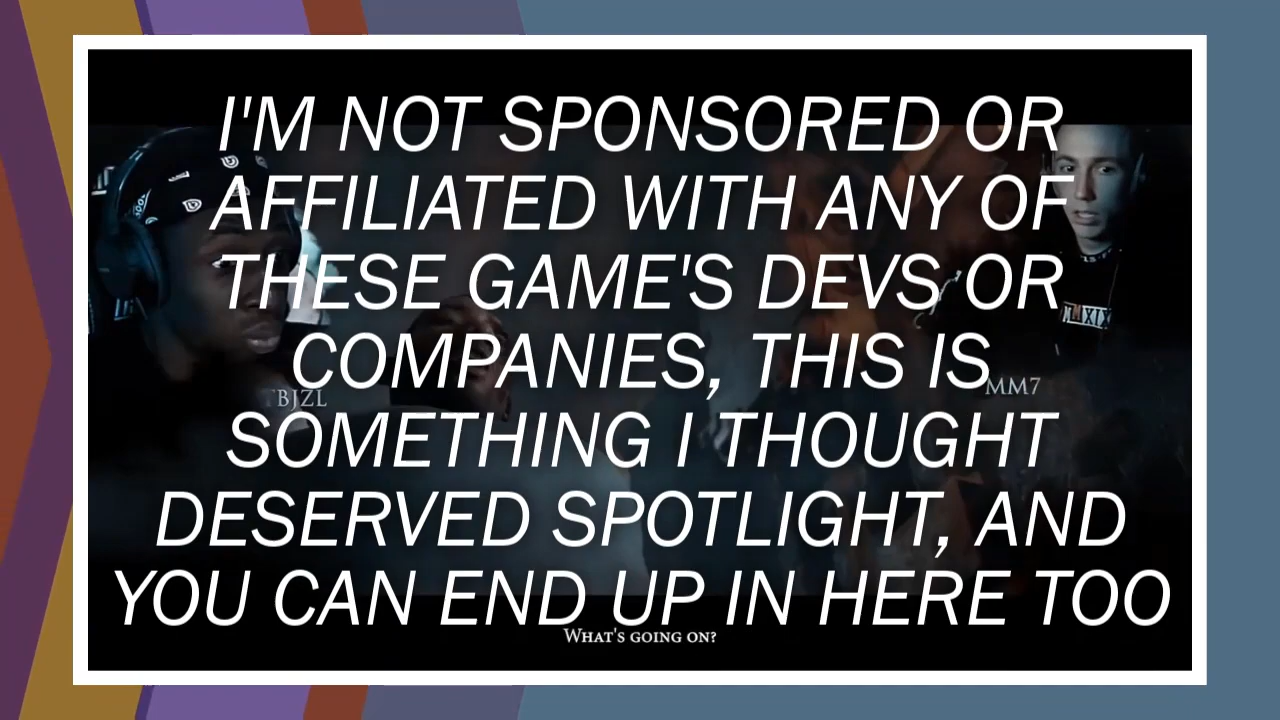 I'M NOT SPONSORED OR
AFFILIATED WITH ANY OF
THESE GAME'S DEVS OR
COMPANIES, THIS IS
SOMETHING I THOUGHT
DESERVED SPOTLIGHT, AND
YOU CAN END UP IN HERE TOO
TBJZL
MM7
What's going on?